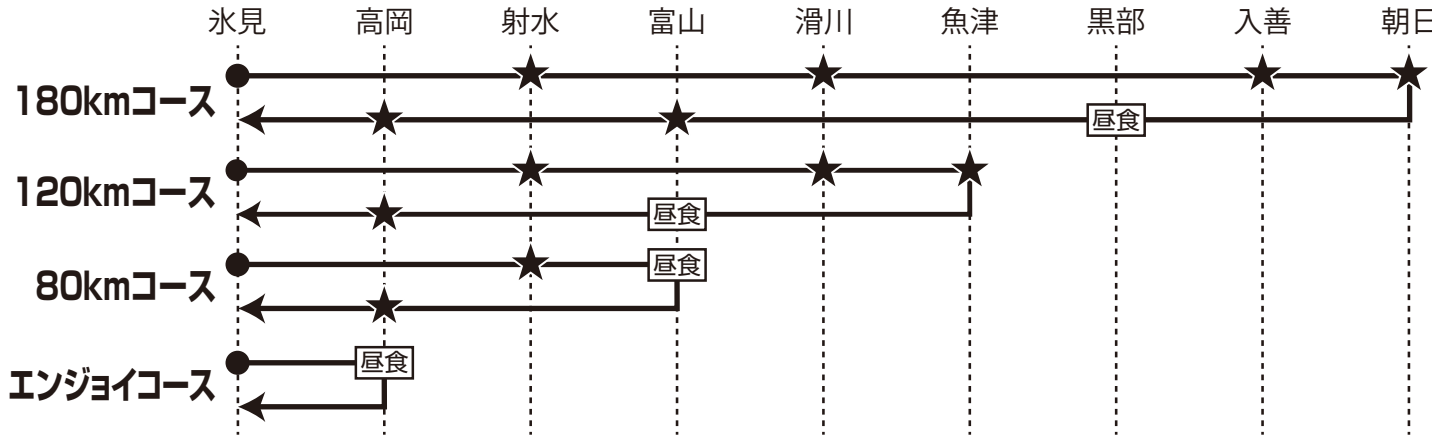 氷見 高岡 射水 富山 滑川 魚津 黒部 入善 朝日
180kmコース
昼食
120kmコース
昼食
80kmコース
昼食
エンジョイコース
昼食